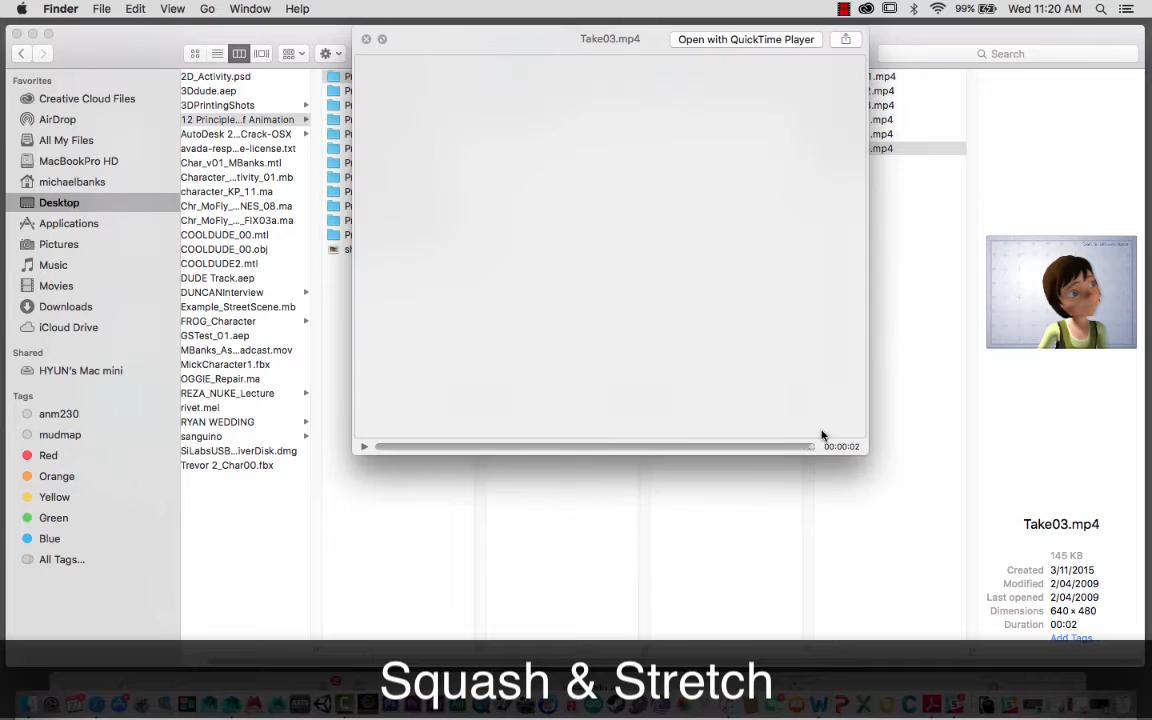 Finder File Edit View Go Window Help
99% Wed 11:20 AM
Take03.mp4
Open with QuickTime Player
Search
Favorites
Creative Cloud Files
AirDrop
All My Files
MacBookPro HD
michaelbanks
Desktop
Applications
Pictures
Music
Movies
Downloads
iCloud Drive
Shared
HYUN's Mac mini
Tags
anm230
mudmap
Red
Orange
Yellow
Green
Blue
All Tags...
2D_Activity.psd
3Ddude.aep
3DPrintingShots
12 Principle...f Animation
AutoDesk 2...Crack-OSX
avada-resp...e-license.txt
Char_v01_MBanks.mtl
Character_...tivity_01.mb
character_KP_11.ma
Chr_MoFly_...NES_08.ma
Chr_MoFly_..._FIX03a.ma
COOLDUDE_00.mtl
COOLDUDE_00.obj
COOLDUDE2.mtl
DUDE Track.aep
DUNCANInterview
Example_StreetScene.mb
FROG_Character
GSTest_01.aep
MBanks_As...adcast.mov
MickCharacter1.fbx
OGGIE_Repair.ma
REZA_NUKE_Lecture
rivet.mel
RYAN WEDDING
sanguino
SiLabsUSB...iverDisk.dmg
Trevor 2_Char00.fbx
00:00:02
Take03.mp4
145 KB
Created 3/11/2015
Modified 2/04/2009
Last opened 2/04/2009
Dimensions 640 × 480
Duration 00:02
Add Tags...
Squash & Stretch